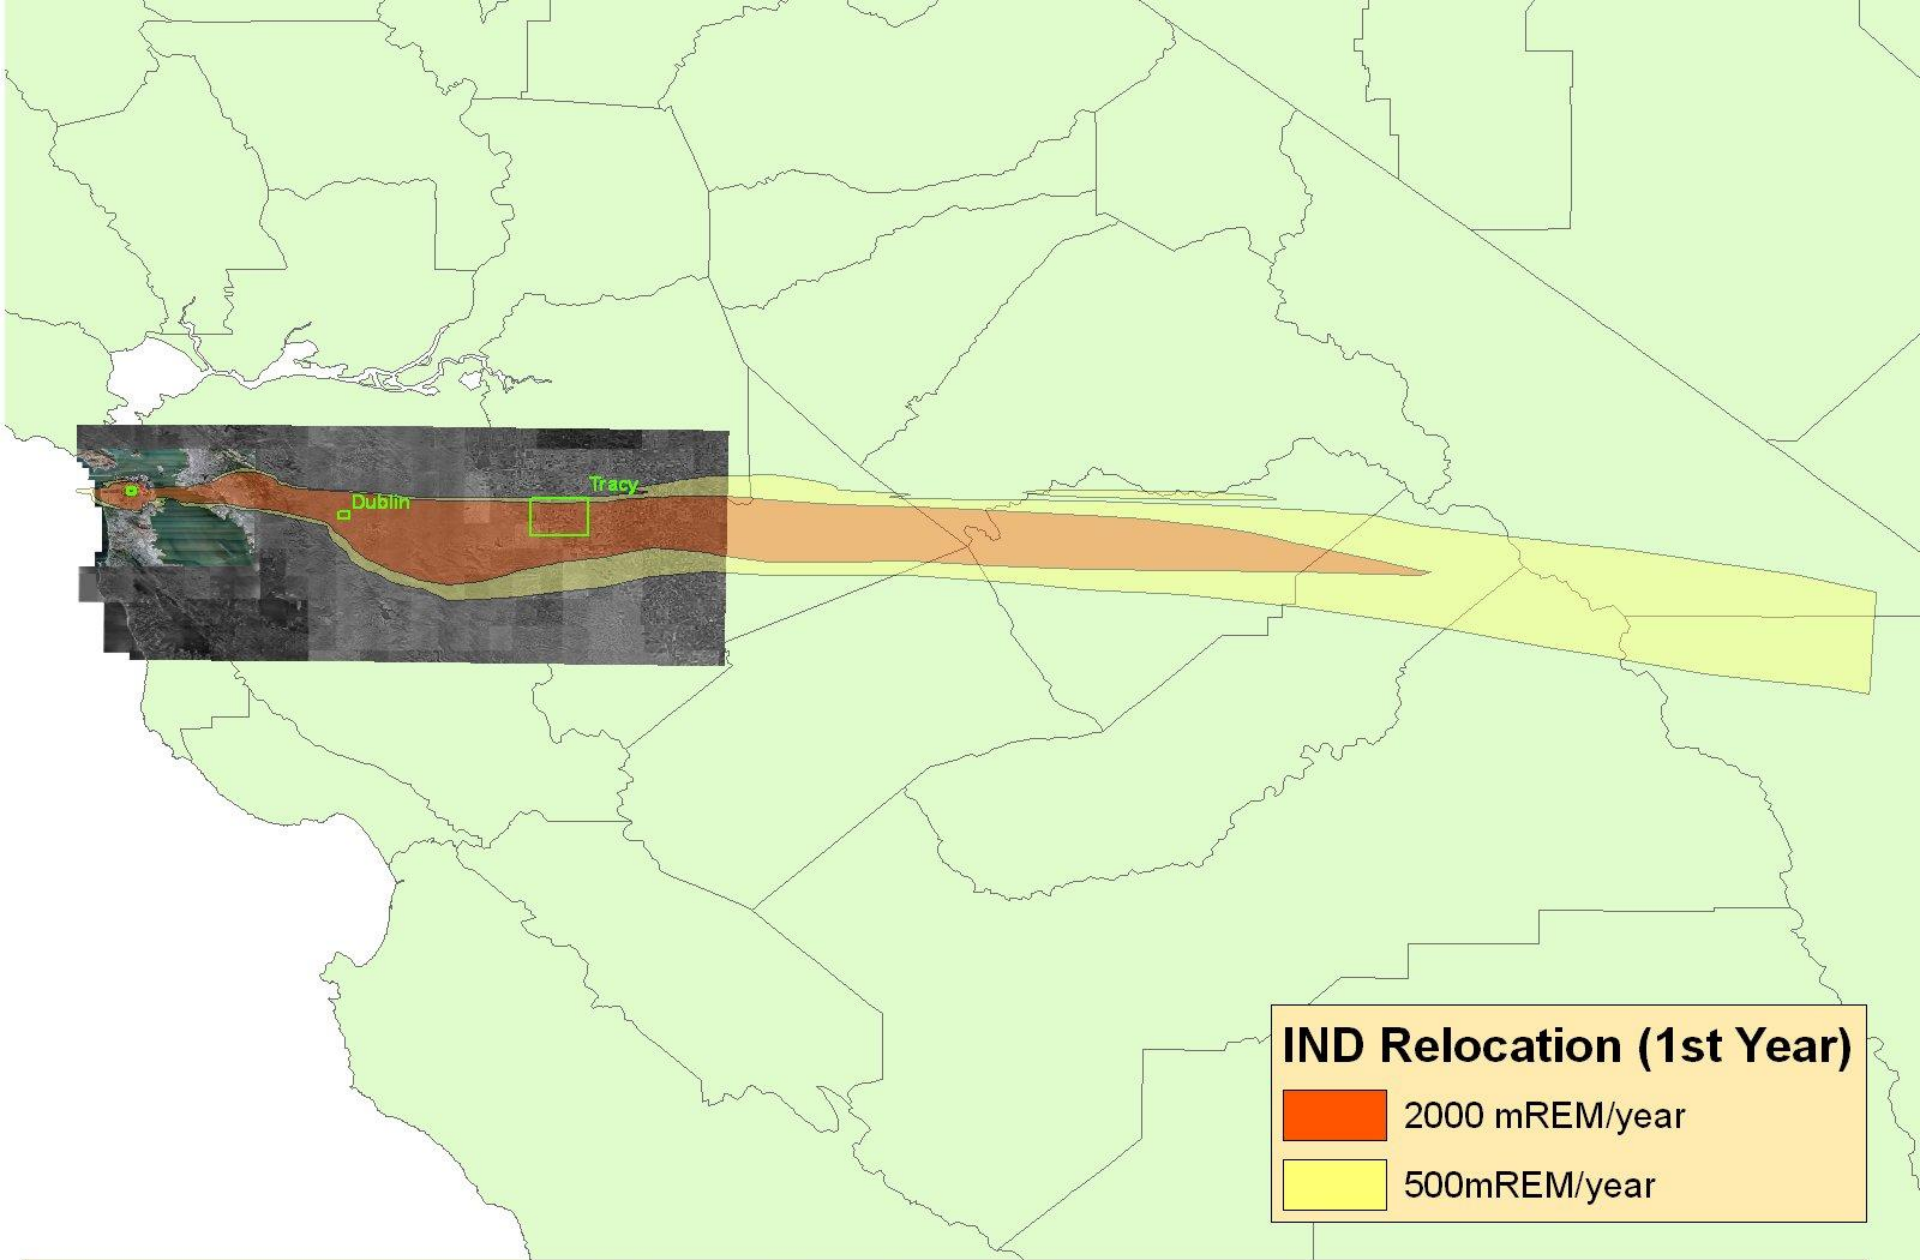 Tracy
Dublin
IND Relocation (1st Year)
2000 mREM/year
500mREM/year